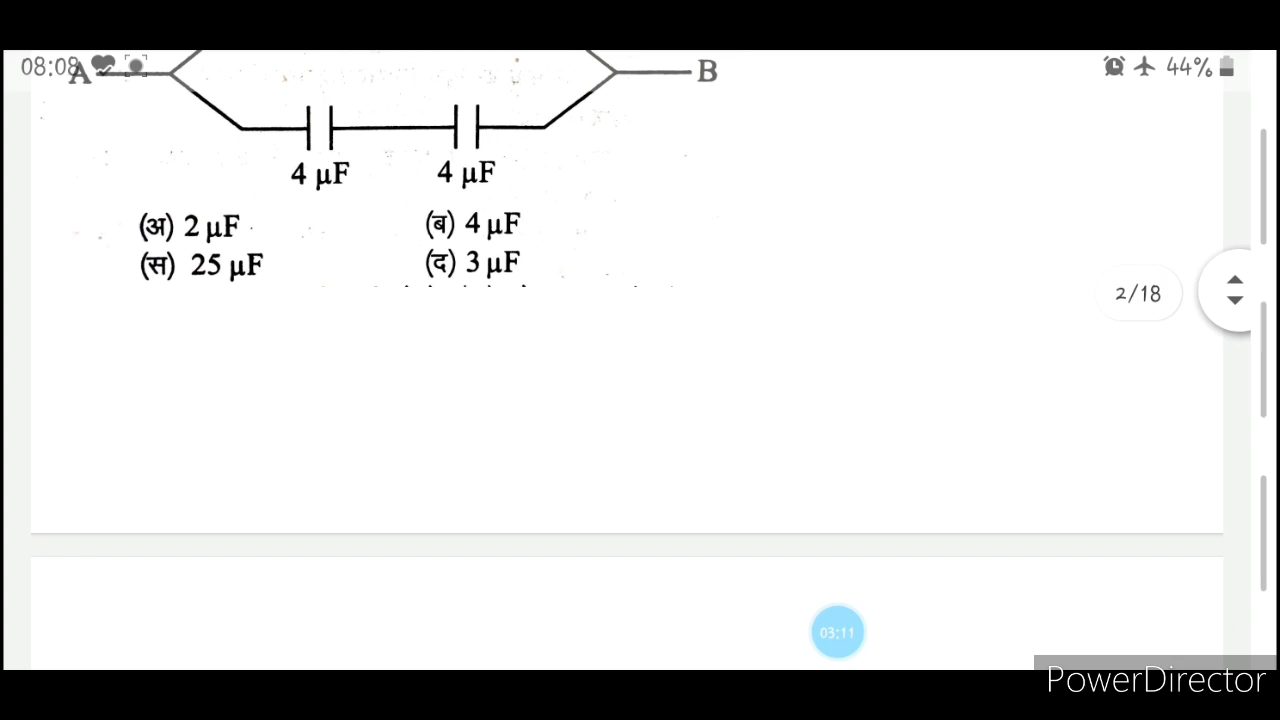 08:08 44%
A B
4 μF 4 μF
(अ) 2 μF (ब) 4 μF
(स) 25 μF (द) 3 μF
2/18
03:11
PowerDirector